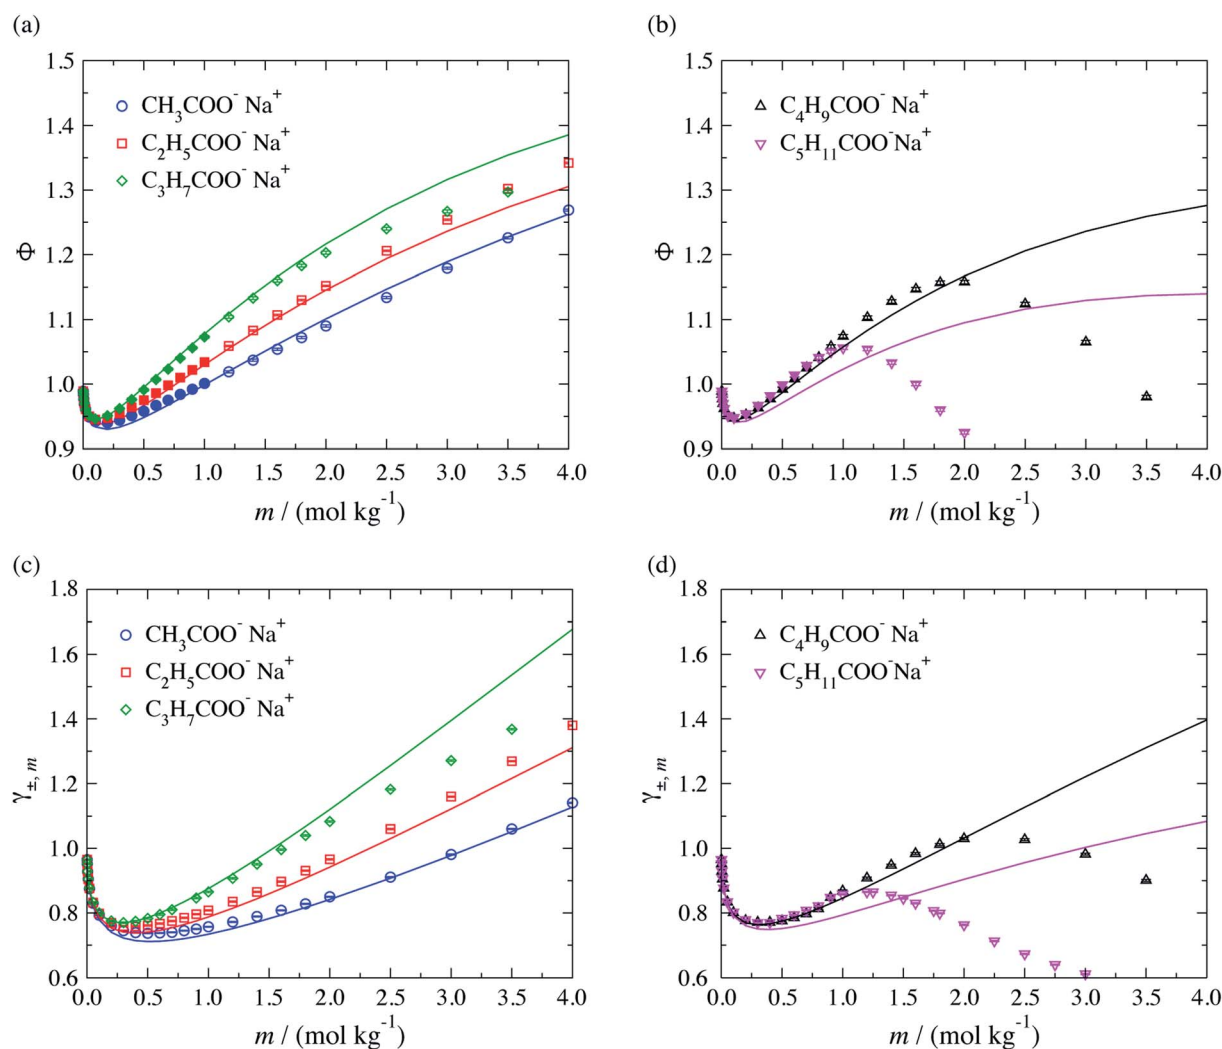 (a)
1.5
1.4
1.3
1.2
1.1
1.0
0.9
Φ
CH₃COO⁻ Na⁺
C₂H₅COO⁻ Na⁺
C₃H₇COO⁻ Na⁺
0.0 0.5 1.0 1.5 2.0 2.5 3.0 3.5 4.0
m / (mol kg⁻¹)
(b)
1.5
1.4
1.3
1.2
1.1
1.0
0.9
Φ
C₄H₉COO⁻ Na⁺
C₅H₁₁COO⁻Na⁺
0.0 0.5 1.0 1.5 2.0 2.5 3.0 3.5 4.0
m / (mol kg⁻¹)
(c)
1.8
1.6
1.4
1.2
1.0
0.8
0.6
γ±, m
CH₃COO⁻ Na⁺
C₂H₅COO⁻ Na⁺
C₃H₇COO⁻ Na⁺
0.0 0.5 1.0 1.5 2.0 2.5 3.0 3.5 4.0
m / (mol kg⁻¹)
(d)
1.8
1.6
1.4
1.2
1.0
0.8
0.6
γ±, m
C₄H₉COO⁻ Na⁺
C₅H₁₁COO⁻Na⁺
0.0 0.5 1.0 1.5 2.0 2.5 3.0 3.5 4.0
m / (mol kg⁻¹)